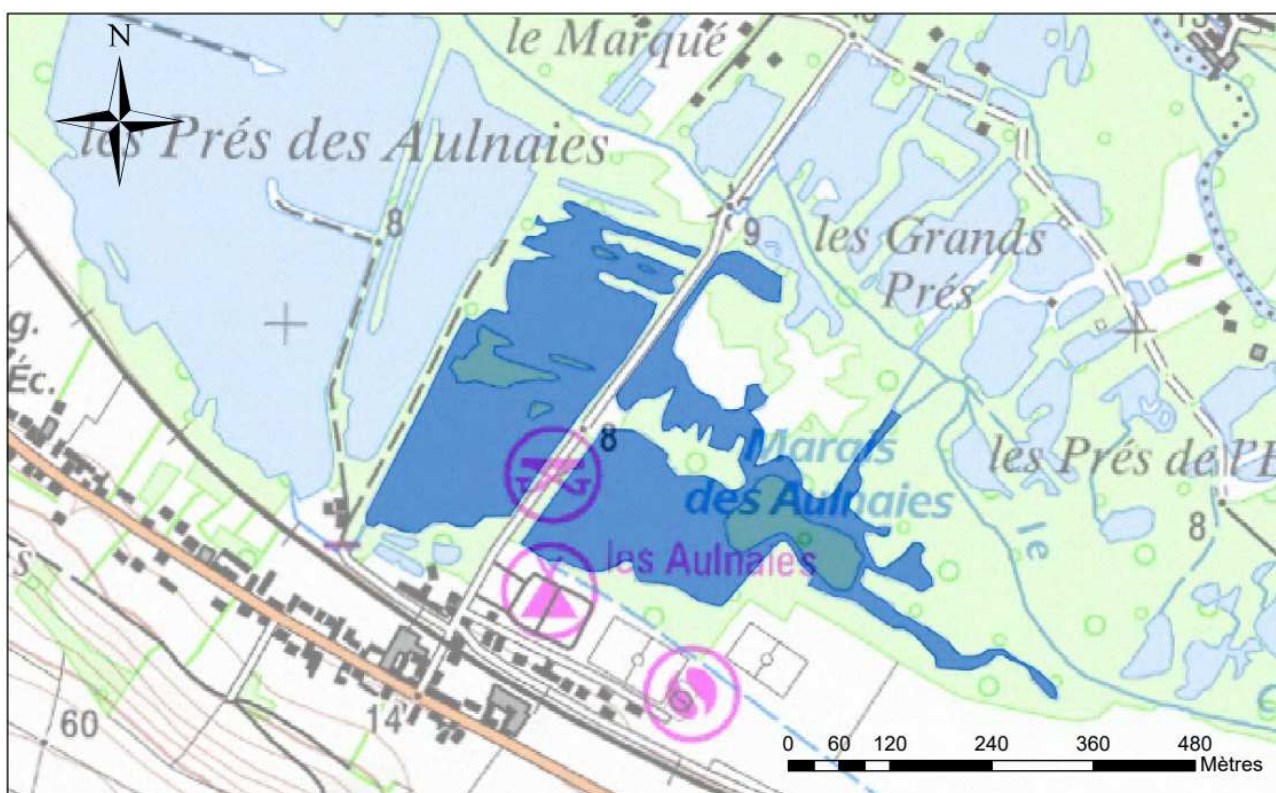 N
le Marqué
les Prés des Aulnaies
8
9
les Grands
Prés
g.
Éc.
8
Marais
des Aulnaies
les Prés de l'E
le
8
les Aulnaies
S
60
14
0 60 120 240 360 480
Mètres